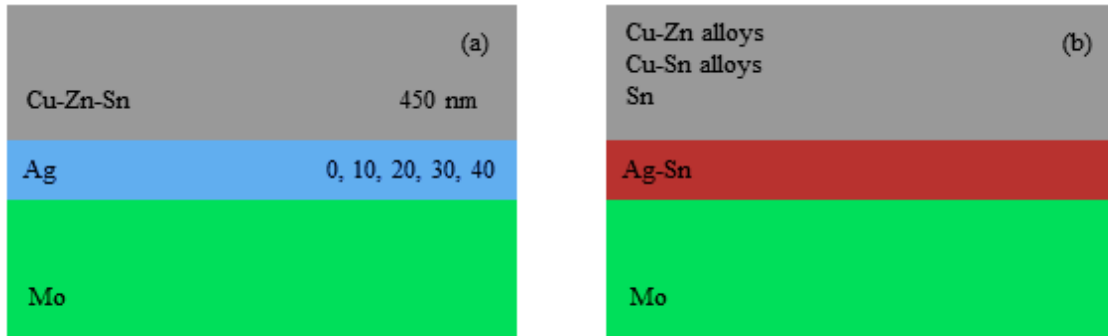 (a)
Cu-Zn-Sn 450 nm
Ag 0, 10, 20, 30, 40
Mo
Cu-Zn alloys (b)
Cu-Sn alloys
Sn
Ag-Sn
Mo